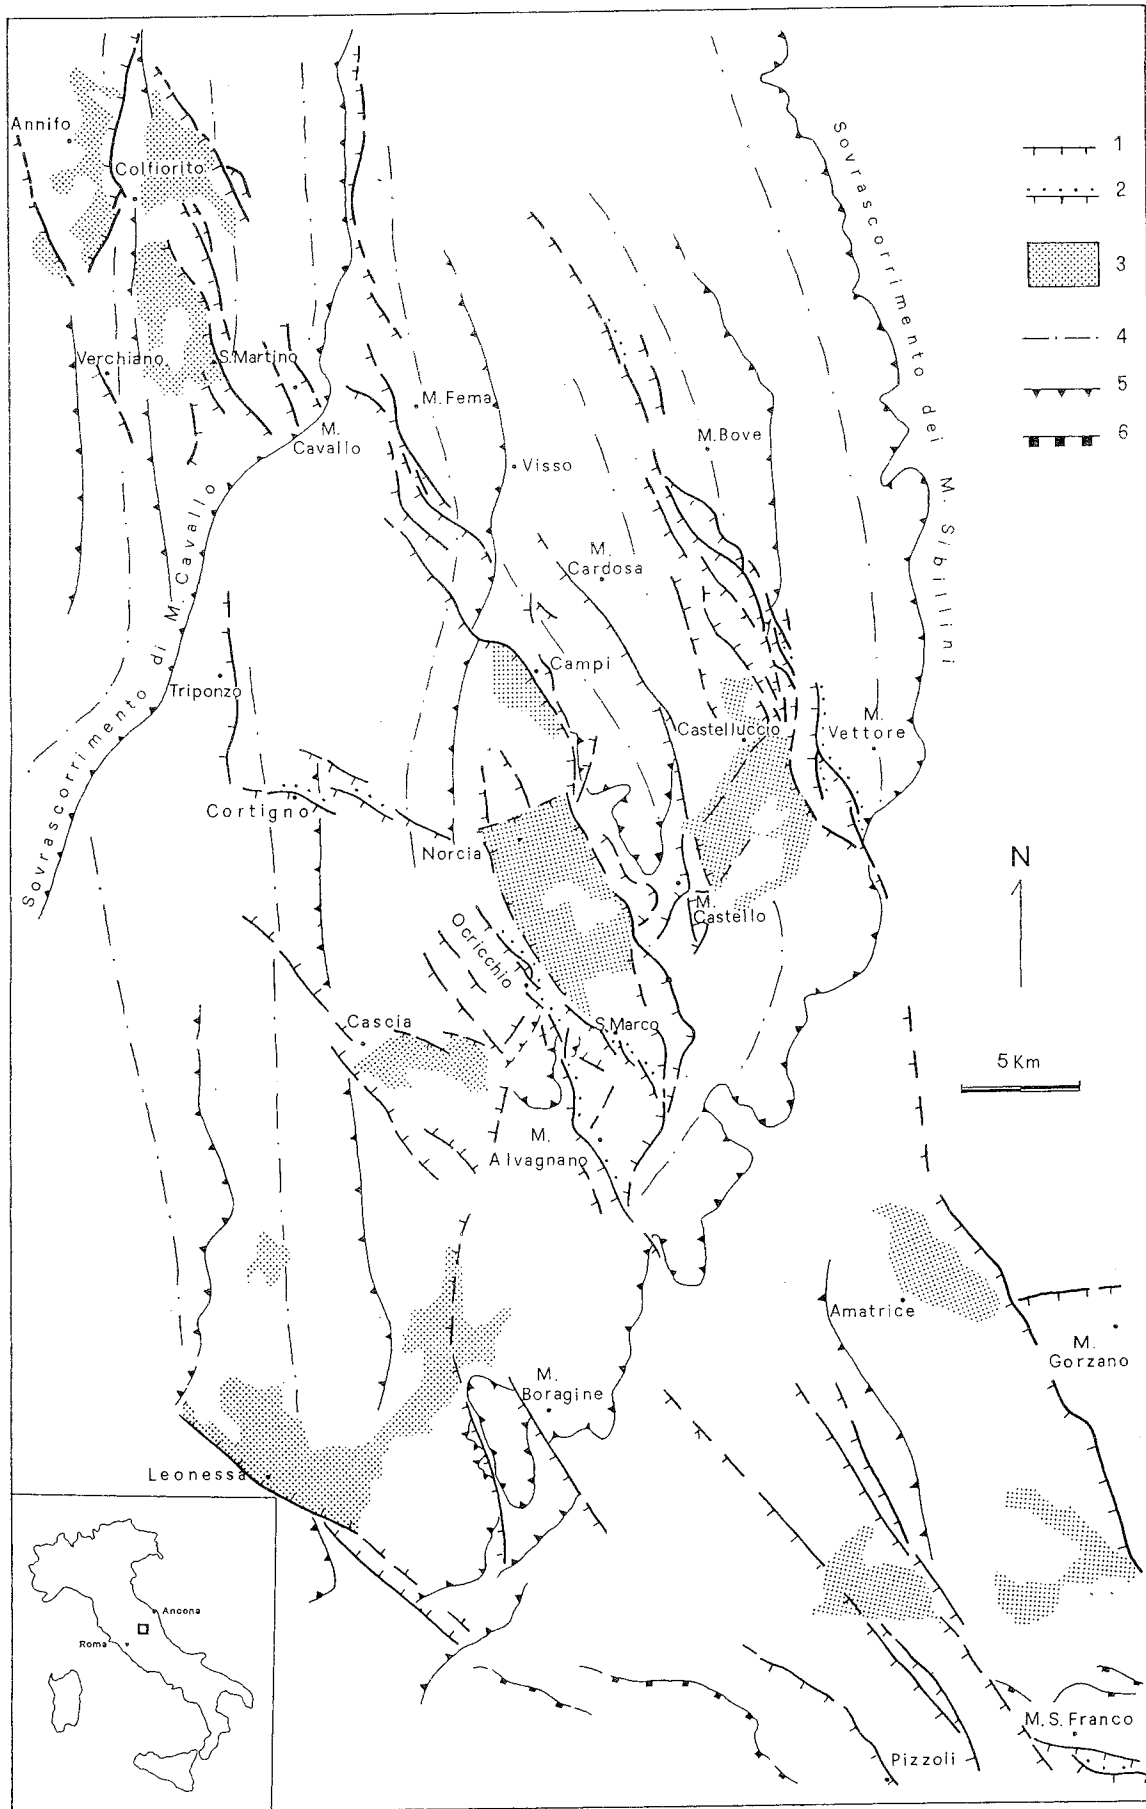 Annifo
Colfiorito
Verchiano
S.Martino
M.
Cavallo
M.Fema
Visso
M.Bove
M.
Cardosa
Sovrascorrimento dei M. Sibillini
1
2
3
4
5
6
Sovrascorrimento di M. Cavallo
Triponzo
Campi
Castelluccio
M.
Vettore
Cortigno
Norcia
M.
Castello
N
Ocricchio
S.Marco
Cascia
5 Km
M.
Alvagnano
Amatrice
M.
Gorzano
M.
Boragine
Leonessa
Ancona
Roma
M.S.Franco
Pizzoli